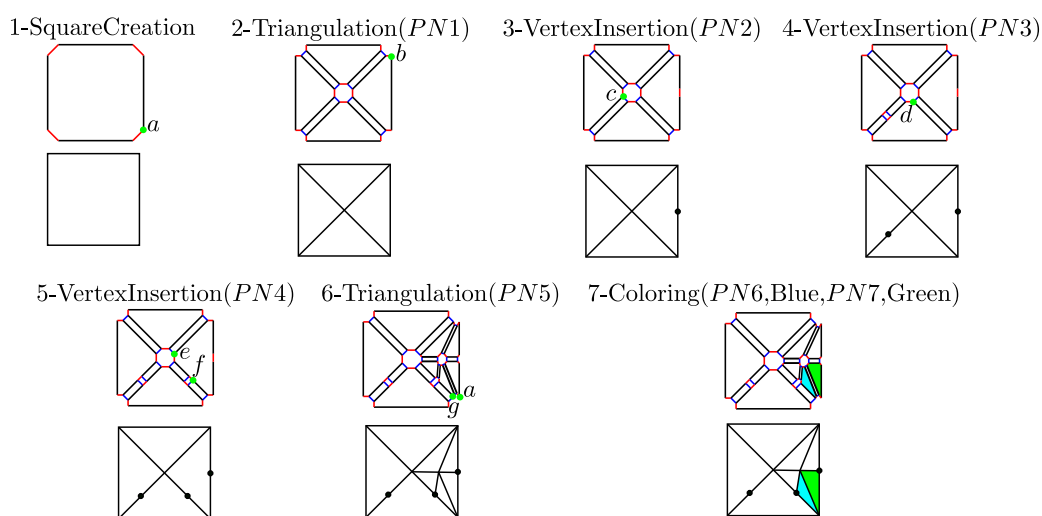 1-SquareCreation
2-Triangulation(PN1)
3-VertexInsertion(PN2)
4-VertexInsertion(PN3)
a
b
c
d
5-VertexInsertion(PN4)
6-Triangulation(PN5)
7-Coloring(PN6,Blue,PN7,Green)
e
f
g
a